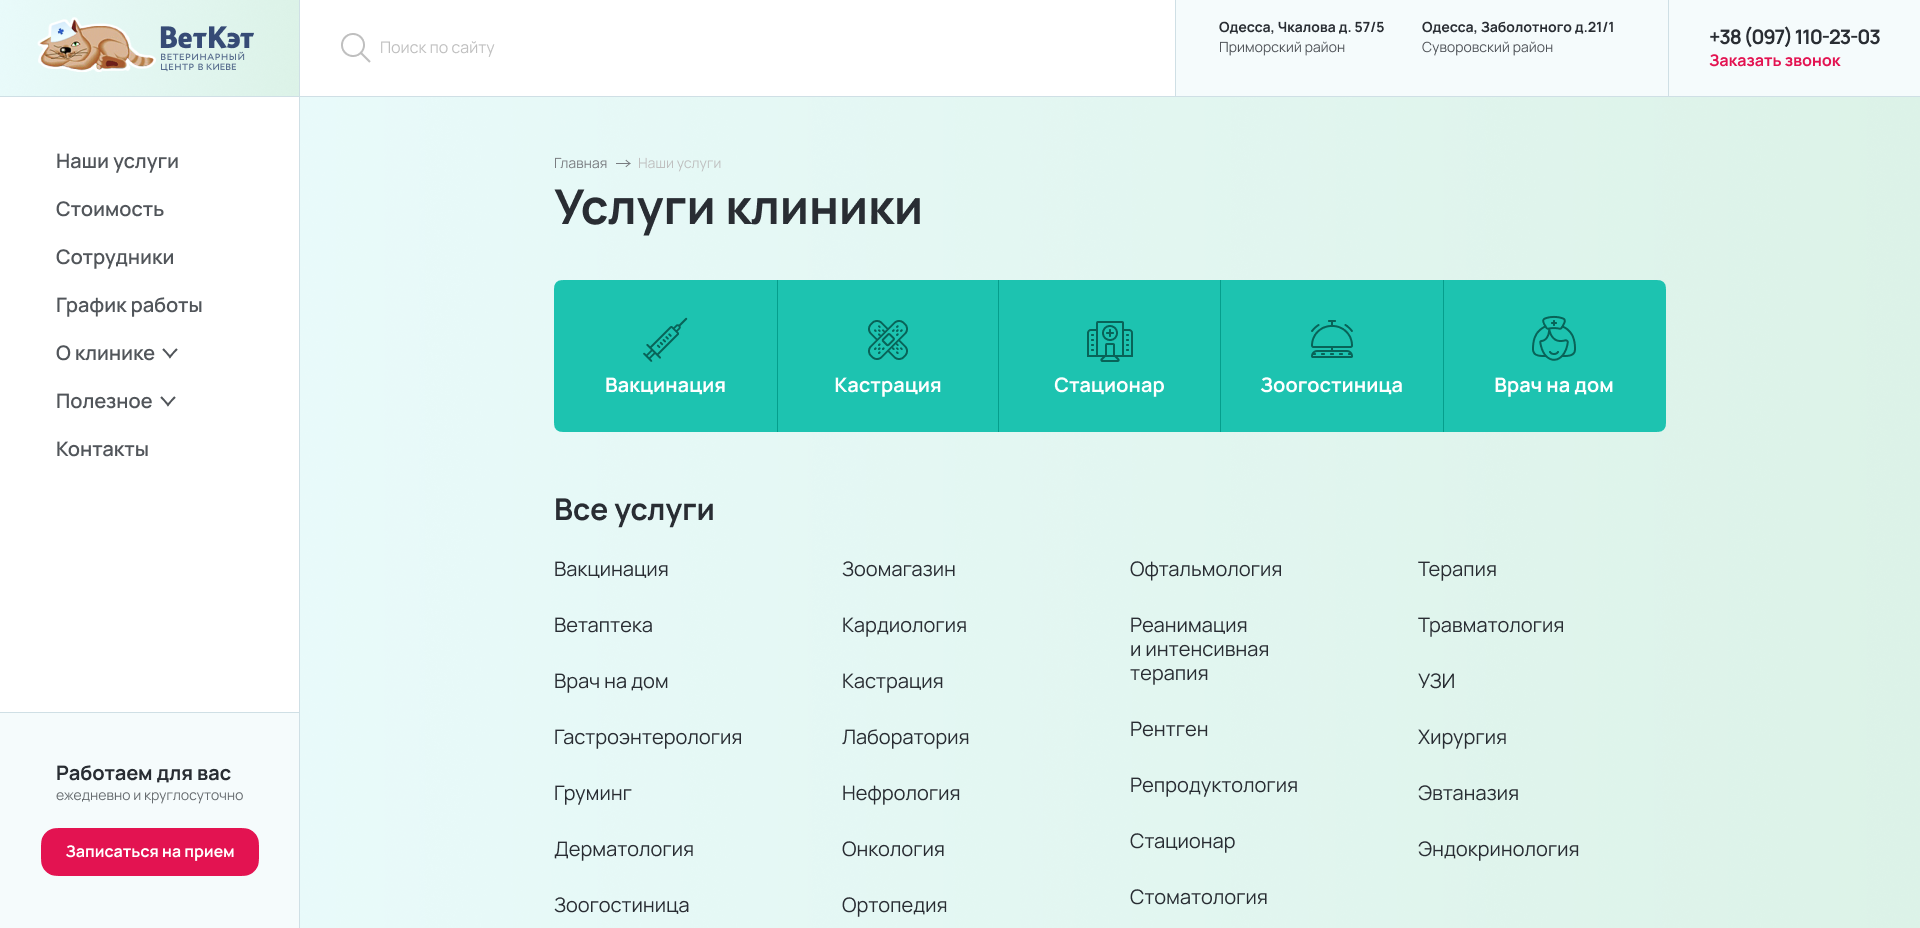 ВетКэт
ВЕТЕРИНАРНЫЙ
ЦЕНТР В КИЕВЕ
Поиск по сайту
Одесса, Чкалова д. 57/5
Приморский район
Одесса, Заболотного д.21/1
Суворовский район
+38 (097) 110-23-03
Заказать звонок
Наши услуги
Стоимость
Сотрудники
График работы
О клинике
Полезное
Контакты
Работаем для вас
ежедневно и круглосуточно
Записаться на прием
Главная → Наши услуги
Услуги клиники
Вакцинация
Кастрация
Стационар
Зоогостиница
Врач на дом
Все услуги
Вакцинация
Ветаптека
Врач на дом
Гастроэнтерология
Груминг
Дерматология
Зоогостиница
Зоомагазин
Кардиология
Кастрация
Лаборатория
Нефрология
Онкология
Ортопедия
Офтальмология
Реанимация
и интенсивная
терапия
Рентген
Репродуктология
Стационар
Стоматология
Терапия
Травматология
УЗИ
Хирургия
Эвтаназия
Эндокринология